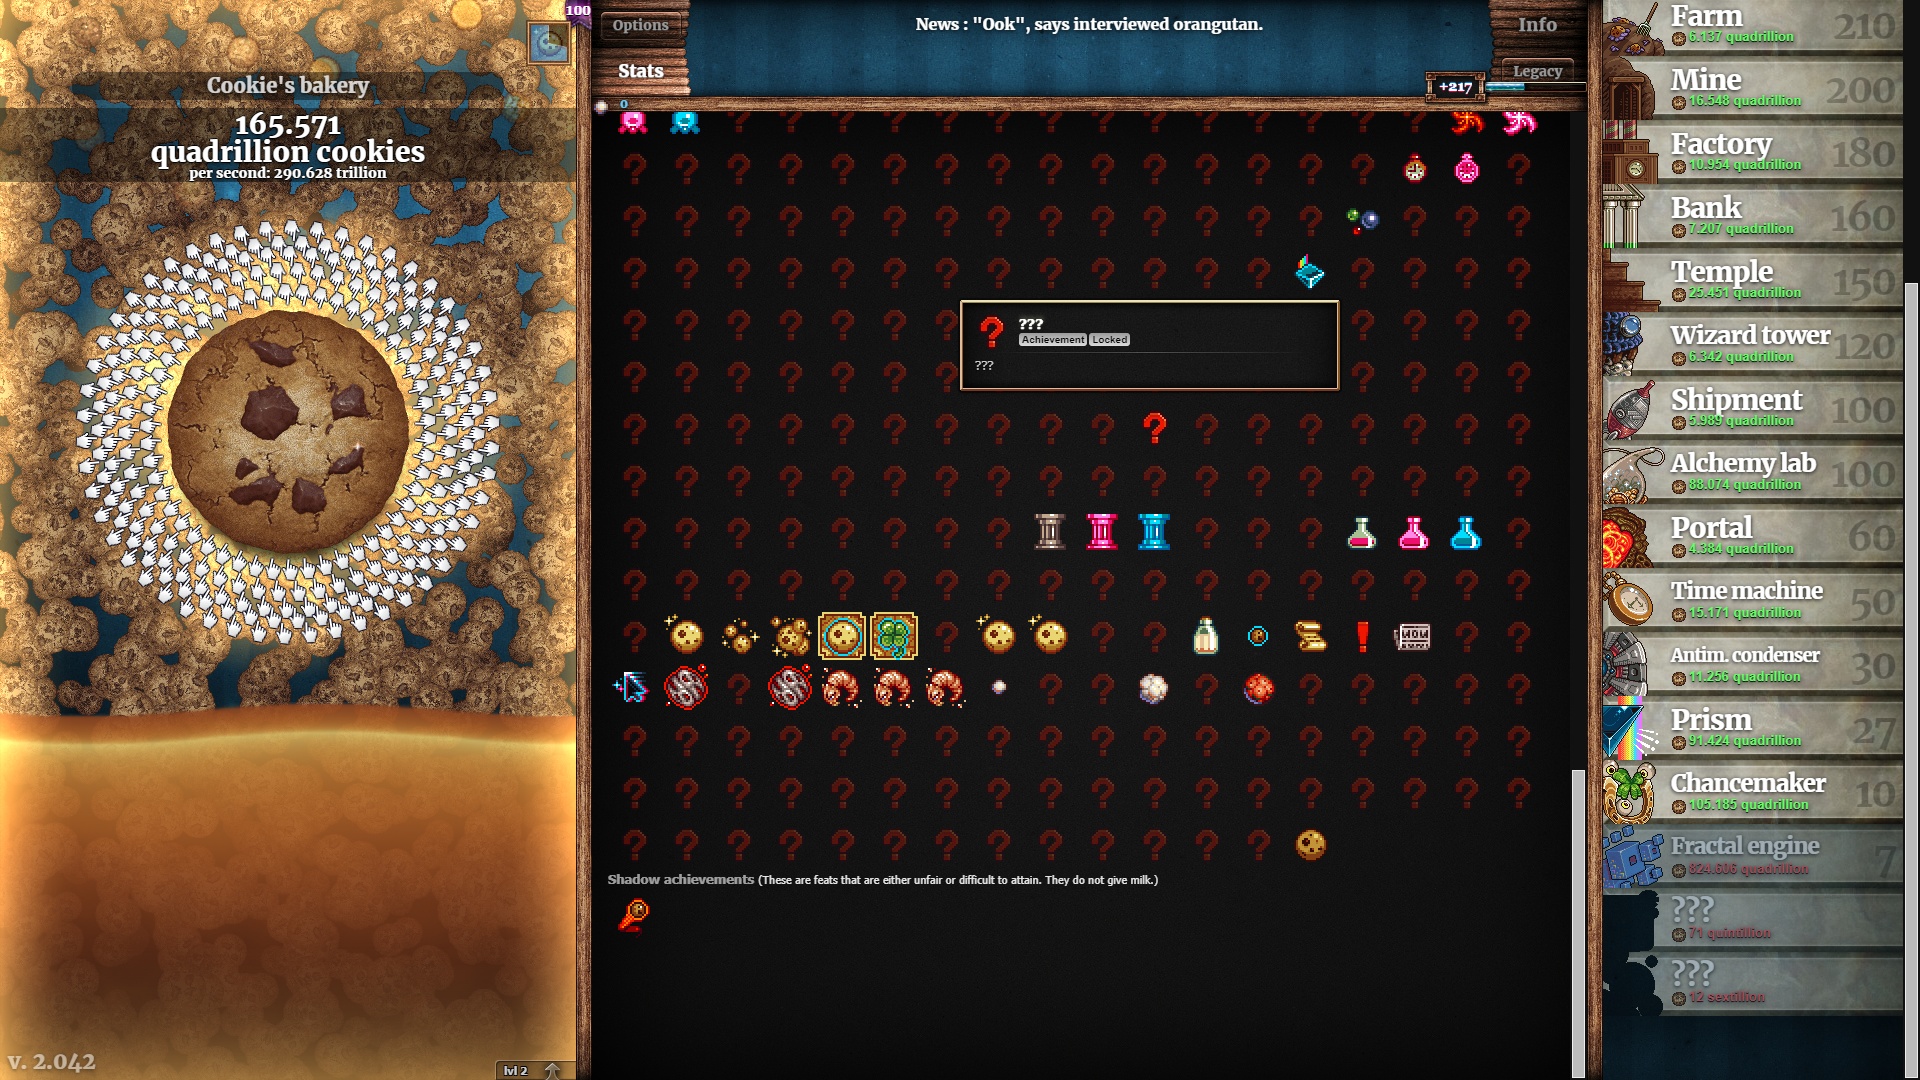 100
Cookie's bakery
165.571
quadrillion cookies
per second: 290.628 trillion
v. 2.042
lvl 2
Options
Stats
0
News : "Ook", says interviewed orangutan.
Info
Legacy
+217
???
Achievement Locked
???
WOW
Shadow achievements (These are feats that are either unfair or difficult to attain. They do not give milk.)
Farm 210
6.137 quadrillion
Mine 200
16.548 quadrillion
Factory 180
10.954 quadrillion
Bank 160
7.207 quadrillion
Temple 150
25.451 quadrillion
Wizard tower 120
6.342 quadrillion
Shipment 100
5.989 quadrillion
Alchemy lab 100
88.074 quadrillion
Portal 60
4.384 quadrillion
Time machine 50
15.171 quadrillion
Antim. condenser 30
11.256 quadrillion
Prism 27
91.424 quadrillion
Chancemaker 10
105.185 quadrillion
Fractal engine 7
824.606 quadrillion
???
71 quintillion
???
12 sextillion